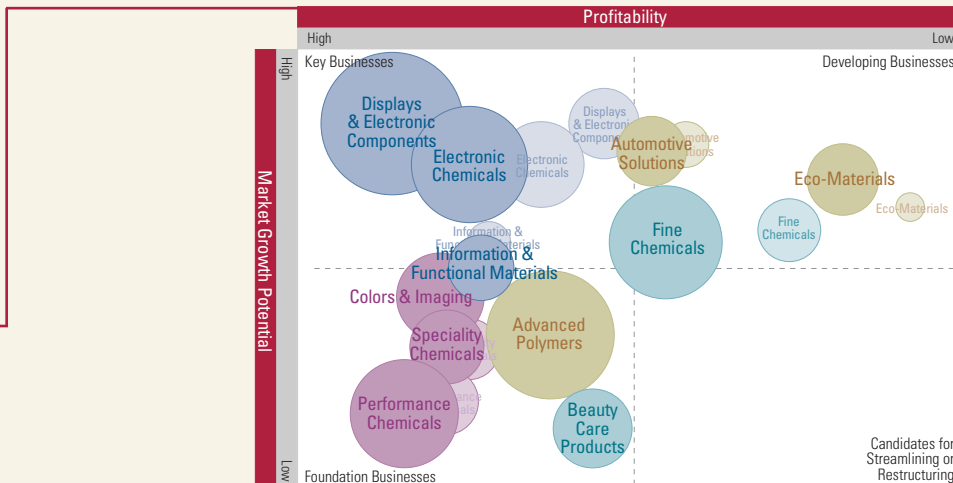 Profitability
High
Low
Market Growth Potential
High
Low
Key Businesses
Developing Businesses
Displays
& Electronic
Components
Electronic
Chemicals
Electronic
Chemicals
Displays
& Electronic
Automotive
Solutions
Eco-Materials
Eco-Materials
Fine
Chemicals
Fine
Chemicals
Information &
Information &
Functional Materials
Colors & Imaging
Speciality
Chemicals
Advanced
Polymers
Performance
Chemicals
Beauty
Care
Products
Foundation Businesses
Candidates for
Streamlining or
Restructuring